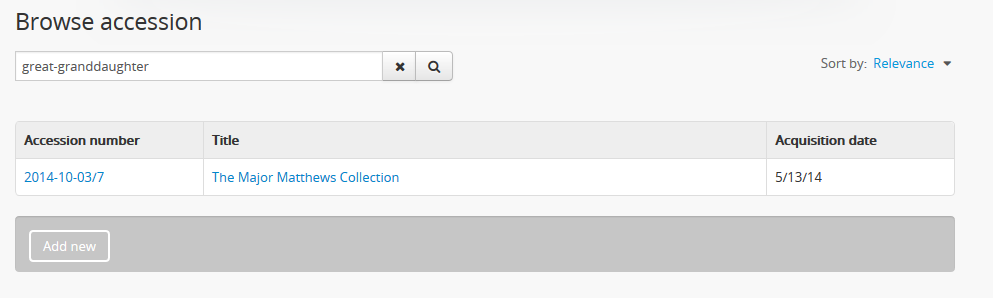 Browse accession
great-granddaughter
Sort by: Relevance
Accession number Title Acquisition date
2014-10-03/7 The Major Matthews Collection 5/13/14
Add new